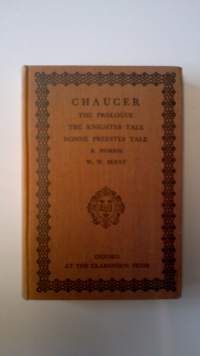 CHAUCER
THE PROLOGUE
THE KNIGHTES TALE
NONNE PREESTES TALE
R. MORRIS
W. W. SKEAT
OXFORD
AT THE CLARENDON PRESS